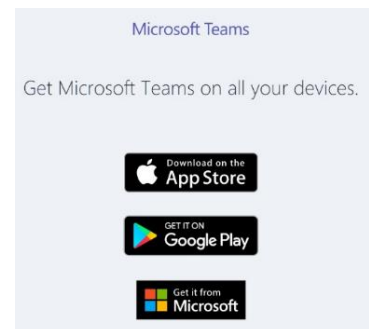 Microsoft Teams
Get Microsoft Teams on all your devices.
Download on the
App Store
GET IT ON
Google Play
Get it from
Microsoft